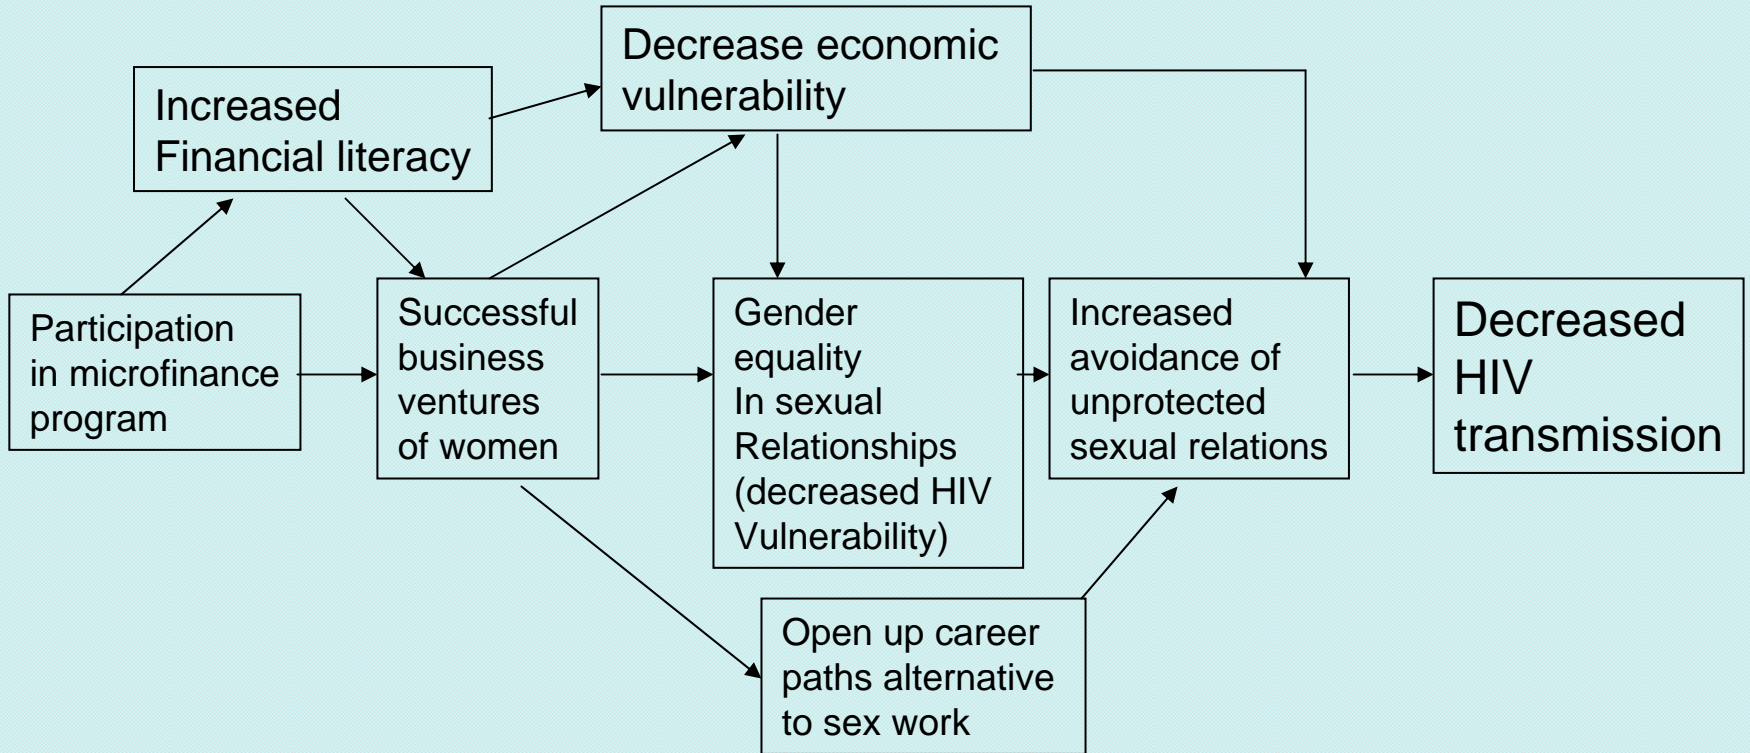 Decrease economic
vulnerability
Increased
Financial literacy
Participation
in microfinance
program
Successful
business
ventures
of women
Gender
equality
In sexual
Relationships
(decreased HIV
Vulnerability)
Increased
avoidance of
unprotected
sexual relations
Decreased
HIV
transmission
Open up career
paths alternative
to sex work